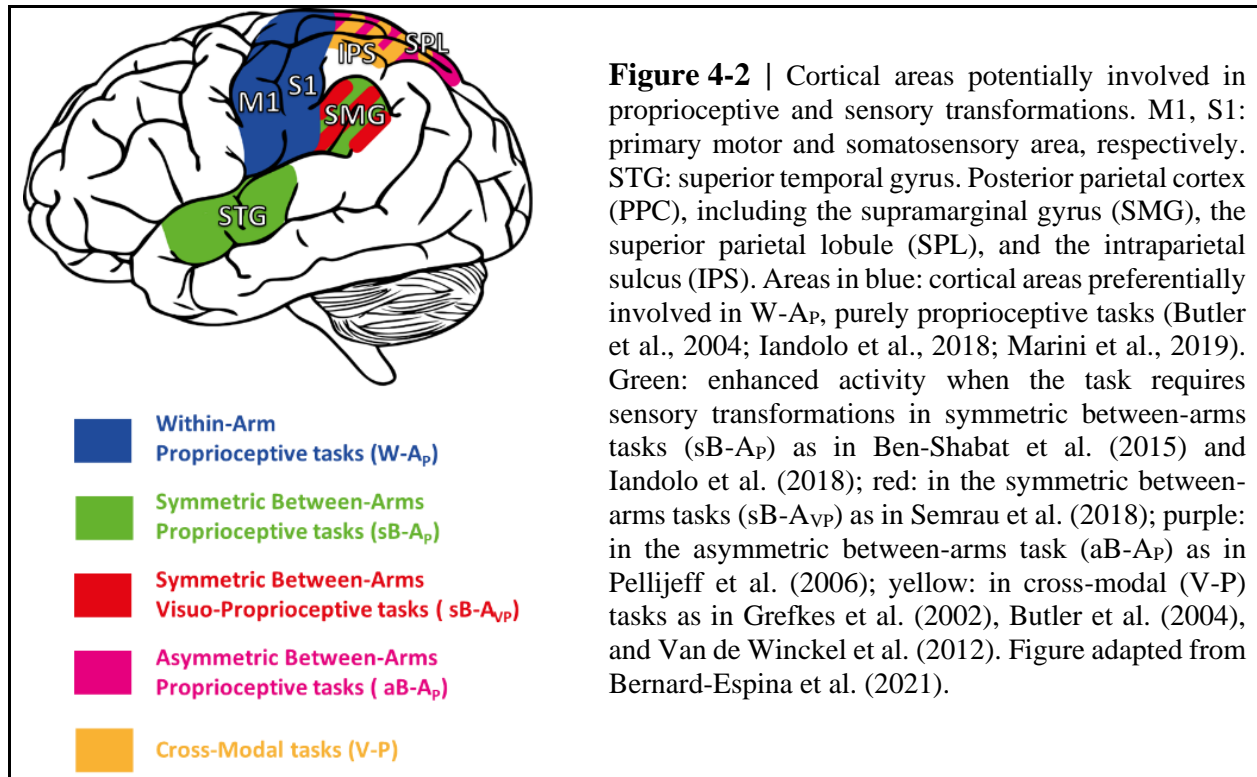 SPL
IPS
S1
M1
SMG
STG
Within-Arm
Proprioceptive tasks (W-AP)
Symmetric Between-Arms
Proprioceptive tasks (sB-AP)
Symmetric Between-Arms
Visuo-Proprioceptive tasks ( sB-AVP)
Asymmetric Between-Arms
Proprioceptive tasks ( aB-AP)
Cross-Modal tasks (V-P)
Figure 4-2 | Cortical areas potentially involved in
proprioceptive and sensory transformations. M1, S1:
primary motor and somatosensory area, respectively.
STG: superior temporal gyrus. Posterior parietal cortex
(PPC), including the supramarginal gyrus (SMG), the
superior parietal lobule (SPL), and the intraparietal
sulcus (IPS). Areas in blue: cortical areas preferentially
involved in W-AP, purely proprioceptive tasks (Butler
et al., 2004; Iandolo et al., 2018; Marini et al., 2019).
Green: enhanced activity when the task requires
sensory transformations in symmetric between-arms
tasks (sB-AP) as in Ben-Shabat et al. (2015) and
Iandolo et al. (2018); red: in the symmetric between-
arms tasks (sB-AVP) as in Semrau et al. (2018); purple:
in the asymmetric between-arms task (aB-AP) as in
Pellijeff et al. (2006); yellow: in cross-modal (V-P)
tasks as in Grefkes et al. (2002), Butler et al. (2004),
and Van de Winckel et al. (2012). Figure adapted from
Bernard-Espina et al. (2021).